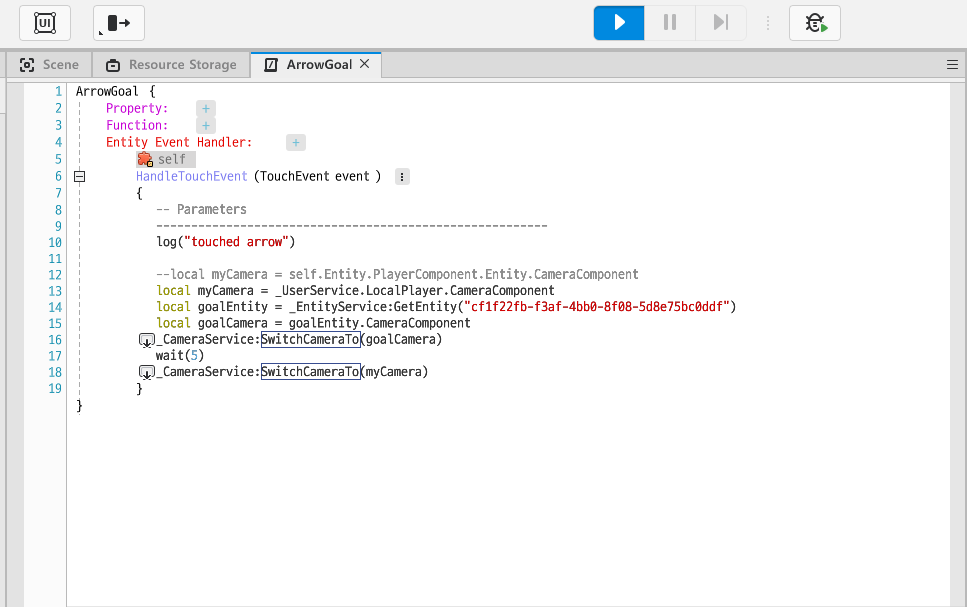 UI
Scene
Resource Storage
ArrowGoal
1 ArrowGoal {
2 Property: +
3 Function: +
4 Entity Event Handler: +
5 self
6 HandleTouchEvent (TouchEvent event )
7 {
8 -- Parameters
9 --------------------------------------------------------
10 log("touched arrow")
11
12 --local myCamera = self.Entity.PlayerComponent.Entity.CameraComponent
13 local myCamera = _UserService.LocalPlayer.CameraComponent
14 local goalEntity = _EntityService:GetEntity("cf1f22fb-f3af-4bb0-8f08-5d8e75bc0ddf")
15 local goalCamera = goalEntity.CameraComponent
16 _CameraService:SwitchCameraTo(goalCamera)
17 wait(5)
18 _CameraService:SwitchCameraTo(myCamera)
19 }
}